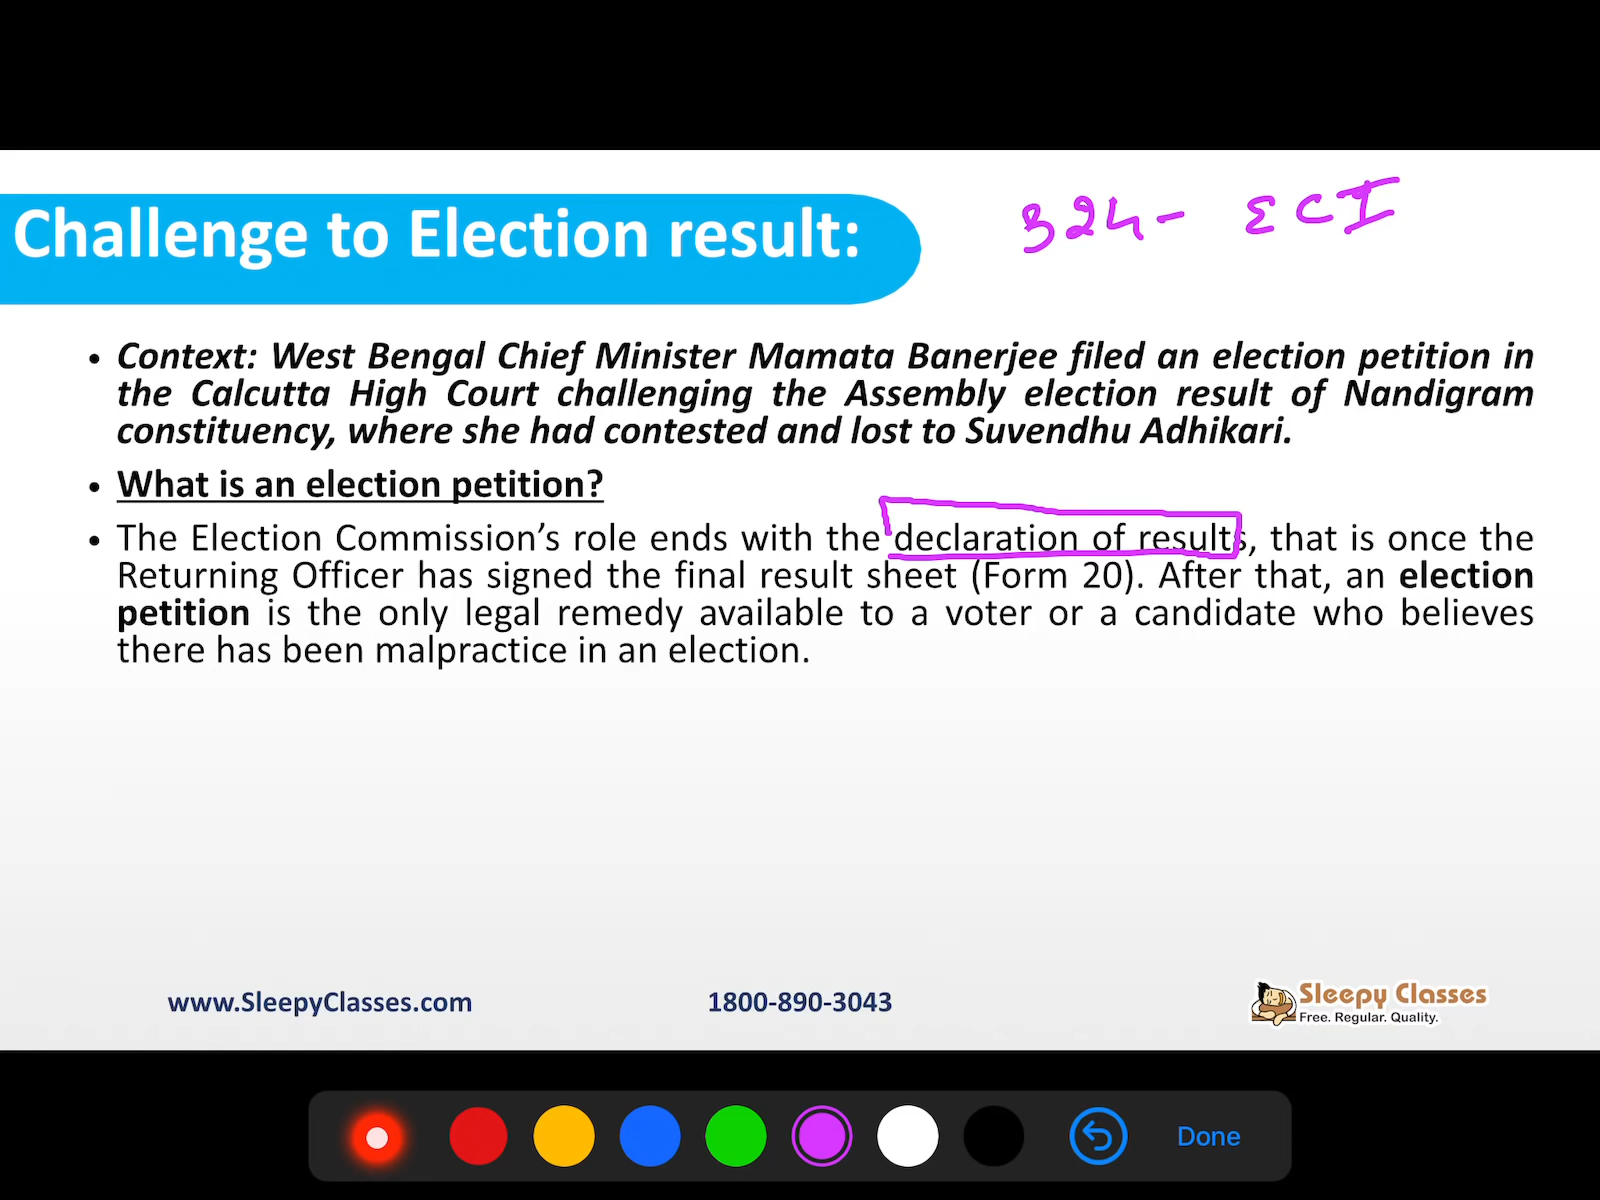 Challenge to Election result:
324- ECI
• Context: West Bengal Chief Minister Mamata Banerjee filed an election petition in
the Calcutta High Court challenging the Assembly election result of Nandigram
constituency, where she had contested and lost to Suvendhu Adhikari.
• What is an election petition?
• The Election Commission’s role ends with the declaration of results, that is once the
Returning Officer has signed the final result sheet (Form 20). After that, an election
petition is the only legal remedy available to a voter or a candidate who believes
there has been malpractice in an election.
www.SleepyClasses.com
1800-890-3043
Sleepy Classes
Free. Regular. Quality.
Done